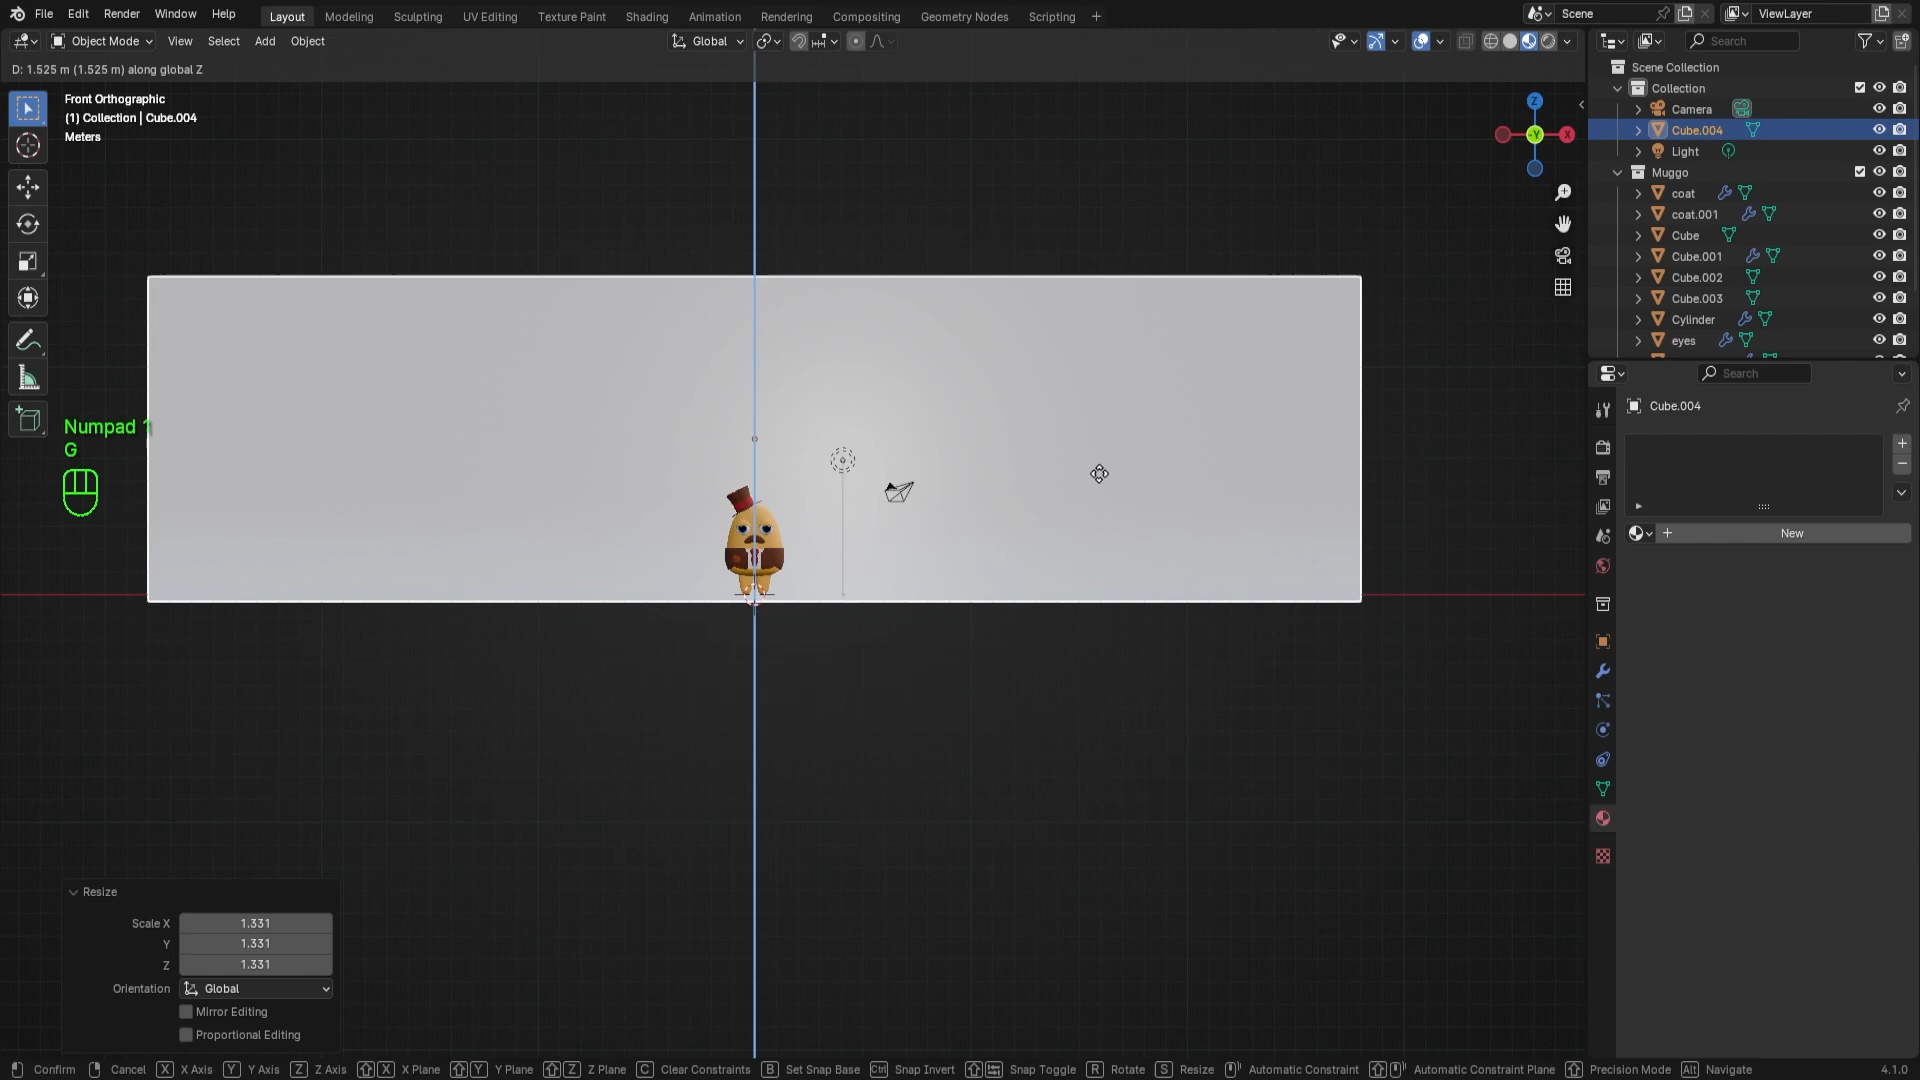 File Edit Render Window Help Layout Modeling Sculpting UV Editing Texture Paint Shading Animation Rendering Compositing Geometry Nodes Scripting + Scene ViewLayer
Object Mode View Select Add Object Global Search
D: 1.525 m (1.525 m) along global Z
Front Orthographic
(1) Collection | Cube.004
Meters
Z
-Y
X
Numpad 1
G
Scene Collection
Collection
Camera
Cube.004
Light
Muggo
coat
coat.001
Cube
Cube.001
Cube.002
Cube.003
Cylinder
eyes
Search
Cube.004
New
Resize
Scale X 1.331
Y 1.331
Z 1.331
Orientation Global
Mirror Editing
Proportional Editing
Confirm Cancel X X Axis Y Y Axis Z Z Axis X X Plane Y Y Plane Z Z Plane C Clear Constraints B Set Snap Base Ctrl Snap Invert Snap Toggle R Rotate S Resize Automatic Constraint Automatic Constraint Plane Precision Mode Alt Navigate 4.1.0